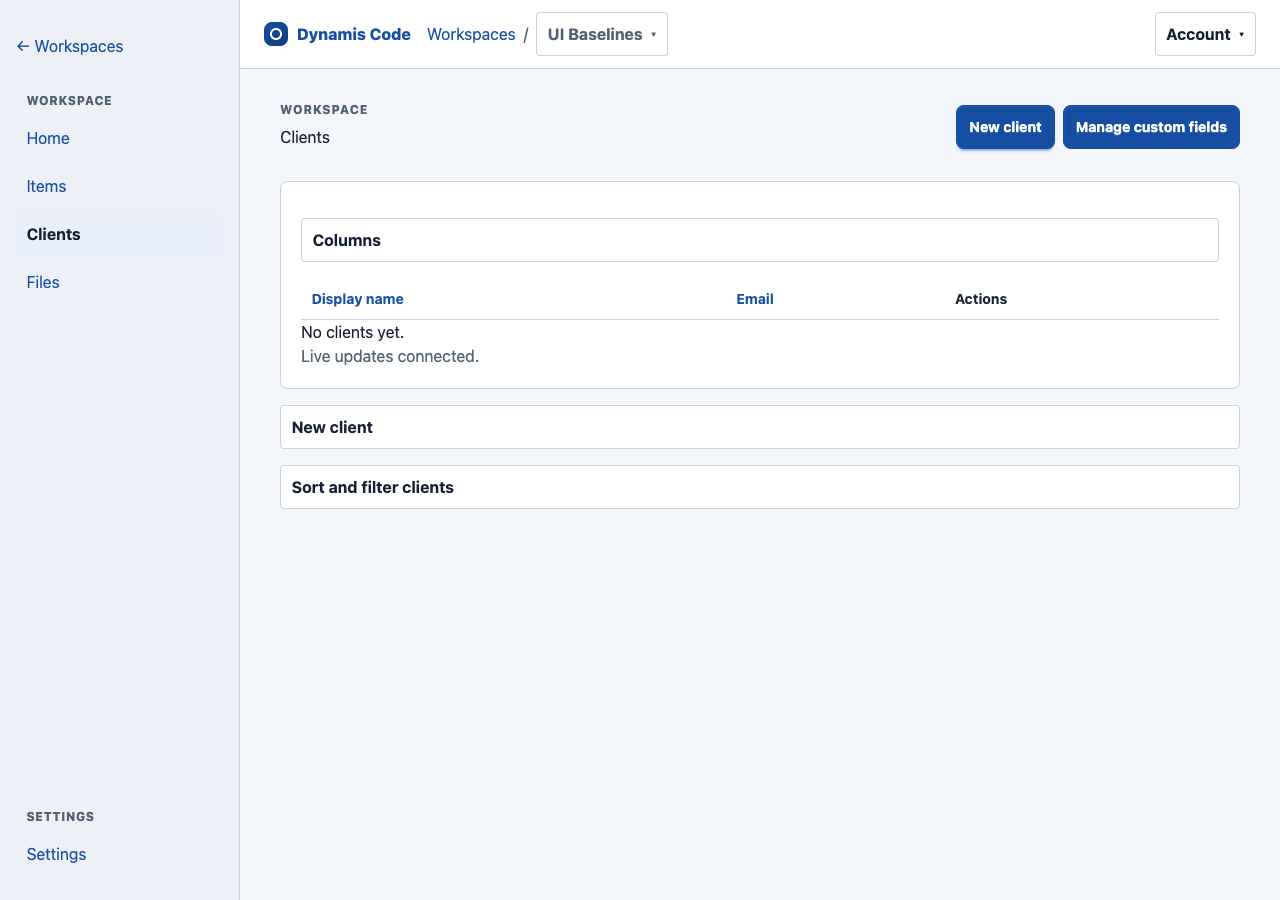 ← Workspaces
WORKSPACE
Home
Items
Clients
Files
SETTINGS
Settings
Dynamis Code Workspaces / UI Baselines ▾
Account ▾
WORKSPACE
Clients
New client Manage custom fields
Columns
Display name Email Actions
No clients yet.
Live updates connected.
New client
Sort and filter clients